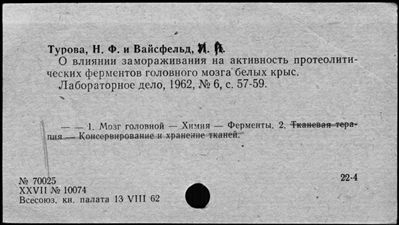 Турова, Н. Ф. и Вайсфельд,
О влиянии замораживания на активность протеолити-
ческих ферментов головного мозга белых крыс.
Лабораторное дело, 1962, № 6, с. 57-59.
— — 1. Мозг головной — Химия — Ферменты. 2. Тканевая тера-
пия — Консервирование и хранение тканей.
№ 70025
22-4
XXVII № 10074
Всесоюз. кн. палата 13 VIII 62